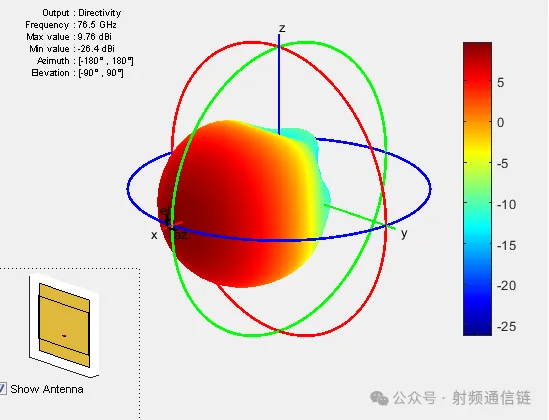 Output : Directivity
Frequency : 76.5 GHz
Max value : 9.76 dBi
Min value : -26.4 dBi
Azimuth : [-180° , 180°]
Elevation : [-90° , 90°]
z
x
y
az
5
0
-5
-10
-15
-20
-25
Show Antenna
公众号 · 射频通信链